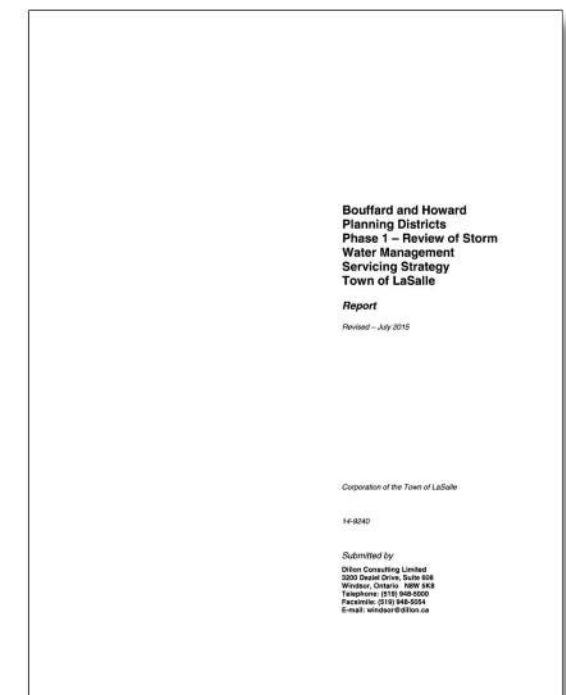 Bouffard and Howard
Planning Districts
Phase 1 – Review of Storm
Water Management
Servicing Strategy
Town of LaSalle
Report
Revised – July 2015
Corporation of the Town of LaSalle
14-9240
Submitted by
Dillon Consulting Limited
3200 Deziel Drive, Suite 608
Windsor, Ontario N8W 5K8
Telephone: (519) 948-5000
Facsimile: (519) 948-5054
E-mail: windsor@dillon.ca